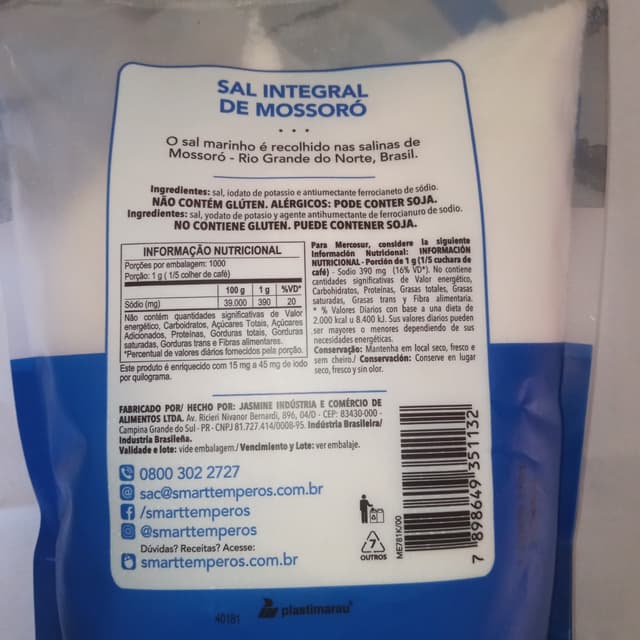 SAL INTEGRAL
DE MOSSORÓ
O sal marinho é recolhido nas salinas de
Mossoró - Rio Grande do Norte, Brasil.
Ingredientes: sal, iodato de potassio e antiumectante ferrocianeto de sódio.
NÃO CONTÉM GLÚTEN. ALÉRGICOS: PODE CONTER SOJA.
Ingredientes: sal, yodato de potasio y agente antihumectante de ferrocianuro de sodio.
NO CONTIENE GLUTEN. PUEDE CONTENER SOJA.
INFORMAÇÃO NUTRICIONAL
Porções por embalagem: 1000
Porção: 1 g ( 1/5 colher de café)
100 g 1 g %VD*
Sódio (mg) 39.000 390 20
Não contém quantidades significativas de Valor
energético, Carboidratos, Açúcares Totais, Açúcares
Adicionados, Proteínas, Gorduras totais, Gorduras
saturadas, Gorduras trans e Fibras alimentares.
*Percentual de valores diários fornecidos pela porção.
Este produto é enriquecido com 15 mg a 45 mg de iodo
por quilograma.
Para Mercosur, considere la siguiente
Información Nutricional: INFORMACIÓN
NUTRICIONAL - Porción de 1 g (1/5 cuchara de
café) - Sodio 390 mg (16% VD*). No contiene
cantidades significativas de Valor energético,
Carbohidratos, Proteínas, Grasas totales, Grasas
saturadas, Grasas trans y Fibra alimentaria.
* % Valores Diarios con base a una dieta de
2.000 kcal u 8.400 kJ. Sus valores diarios pueden
ser mayores o menores dependiendo de sus
necesidades energéticas.
Conservação: Mantenha em local seco, fresco e
sem cheiro./ Conservación: Conserve en lugar
seco, fresco y sin olor.
FABRICADO POR/ HECHO POR: JASMINE INDÚSTRIA E COMÉRCIO DE
ALIMENTOS LTDA. Av. Ricieri Nivanor Bernardi, 896, 04/D - CEP: 83430-000 -
Campina Grande do Sul - PR - CNPJ 81.727.414/0008-95. Indústria Brasileira/
Industria Brasileña.
Validade e lote: vide embalagem./ Vencimiento y Lote: ver embalaje.
0800 302 2727
sac@smarttemperos.com.br
/smarttemperos
@smarttemperos
Dúvidas? Receitas? Acesse:
smarttemperos.com.br
7
OUTROS
ME781K/00
7 898649 351132
40181
plastimarau